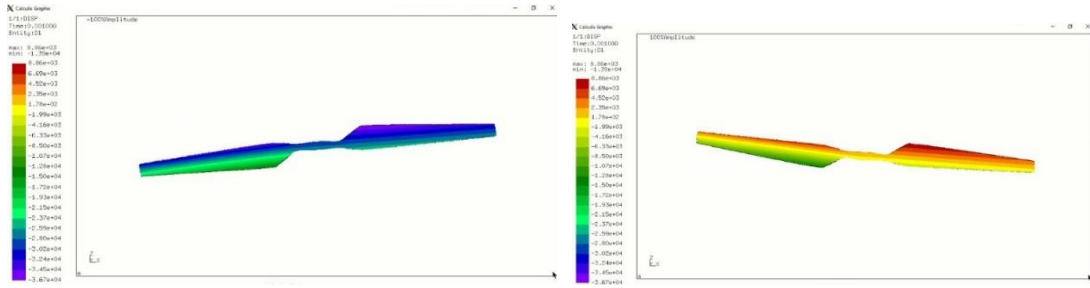 Calculo Graphx
1/1:DISP
Time:0.001000
Entity:D1
max: 8.86e+03
min: -1.39e+04
8.86e+03
6.69e+03
4.52e+03
2.35e+03
1.78e+02
-1.99e+03
-4.16e+03
-6.33e+03
-8.50e+03
-1.07e+04
-1.28e+04
-1.50e+04
-1.72e+04
-1.93e+04
-2.15e+04
-2.37e+04
-2.59e+04
-2.80e+04
-3.02e+04
-3.24e+04
-3.45e+04
-3.67e+04
-100%Amplitude
Z
X
Calculo Graphx
1/1:DISP
Time:0.001000
Entity:D1
max: 8.86e+03
min: -1.39e+04
8.86e+03
6.69e+03
4.52e+03
2.35e+03
1.78e+02
-1.99e+03
-4.16e+03
-6.33e+03
-8.50e+03
-1.07e+04
-1.28e+04
-1.50e+04
-1.72e+04
-1.93e+04
-2.15e+04
-2.37e+04
-2.59e+04
-2.80e+04
-3.02e+04
-3.24e+04
-3.45e+04
-3.67e+04
100%Amplitude
Z
X